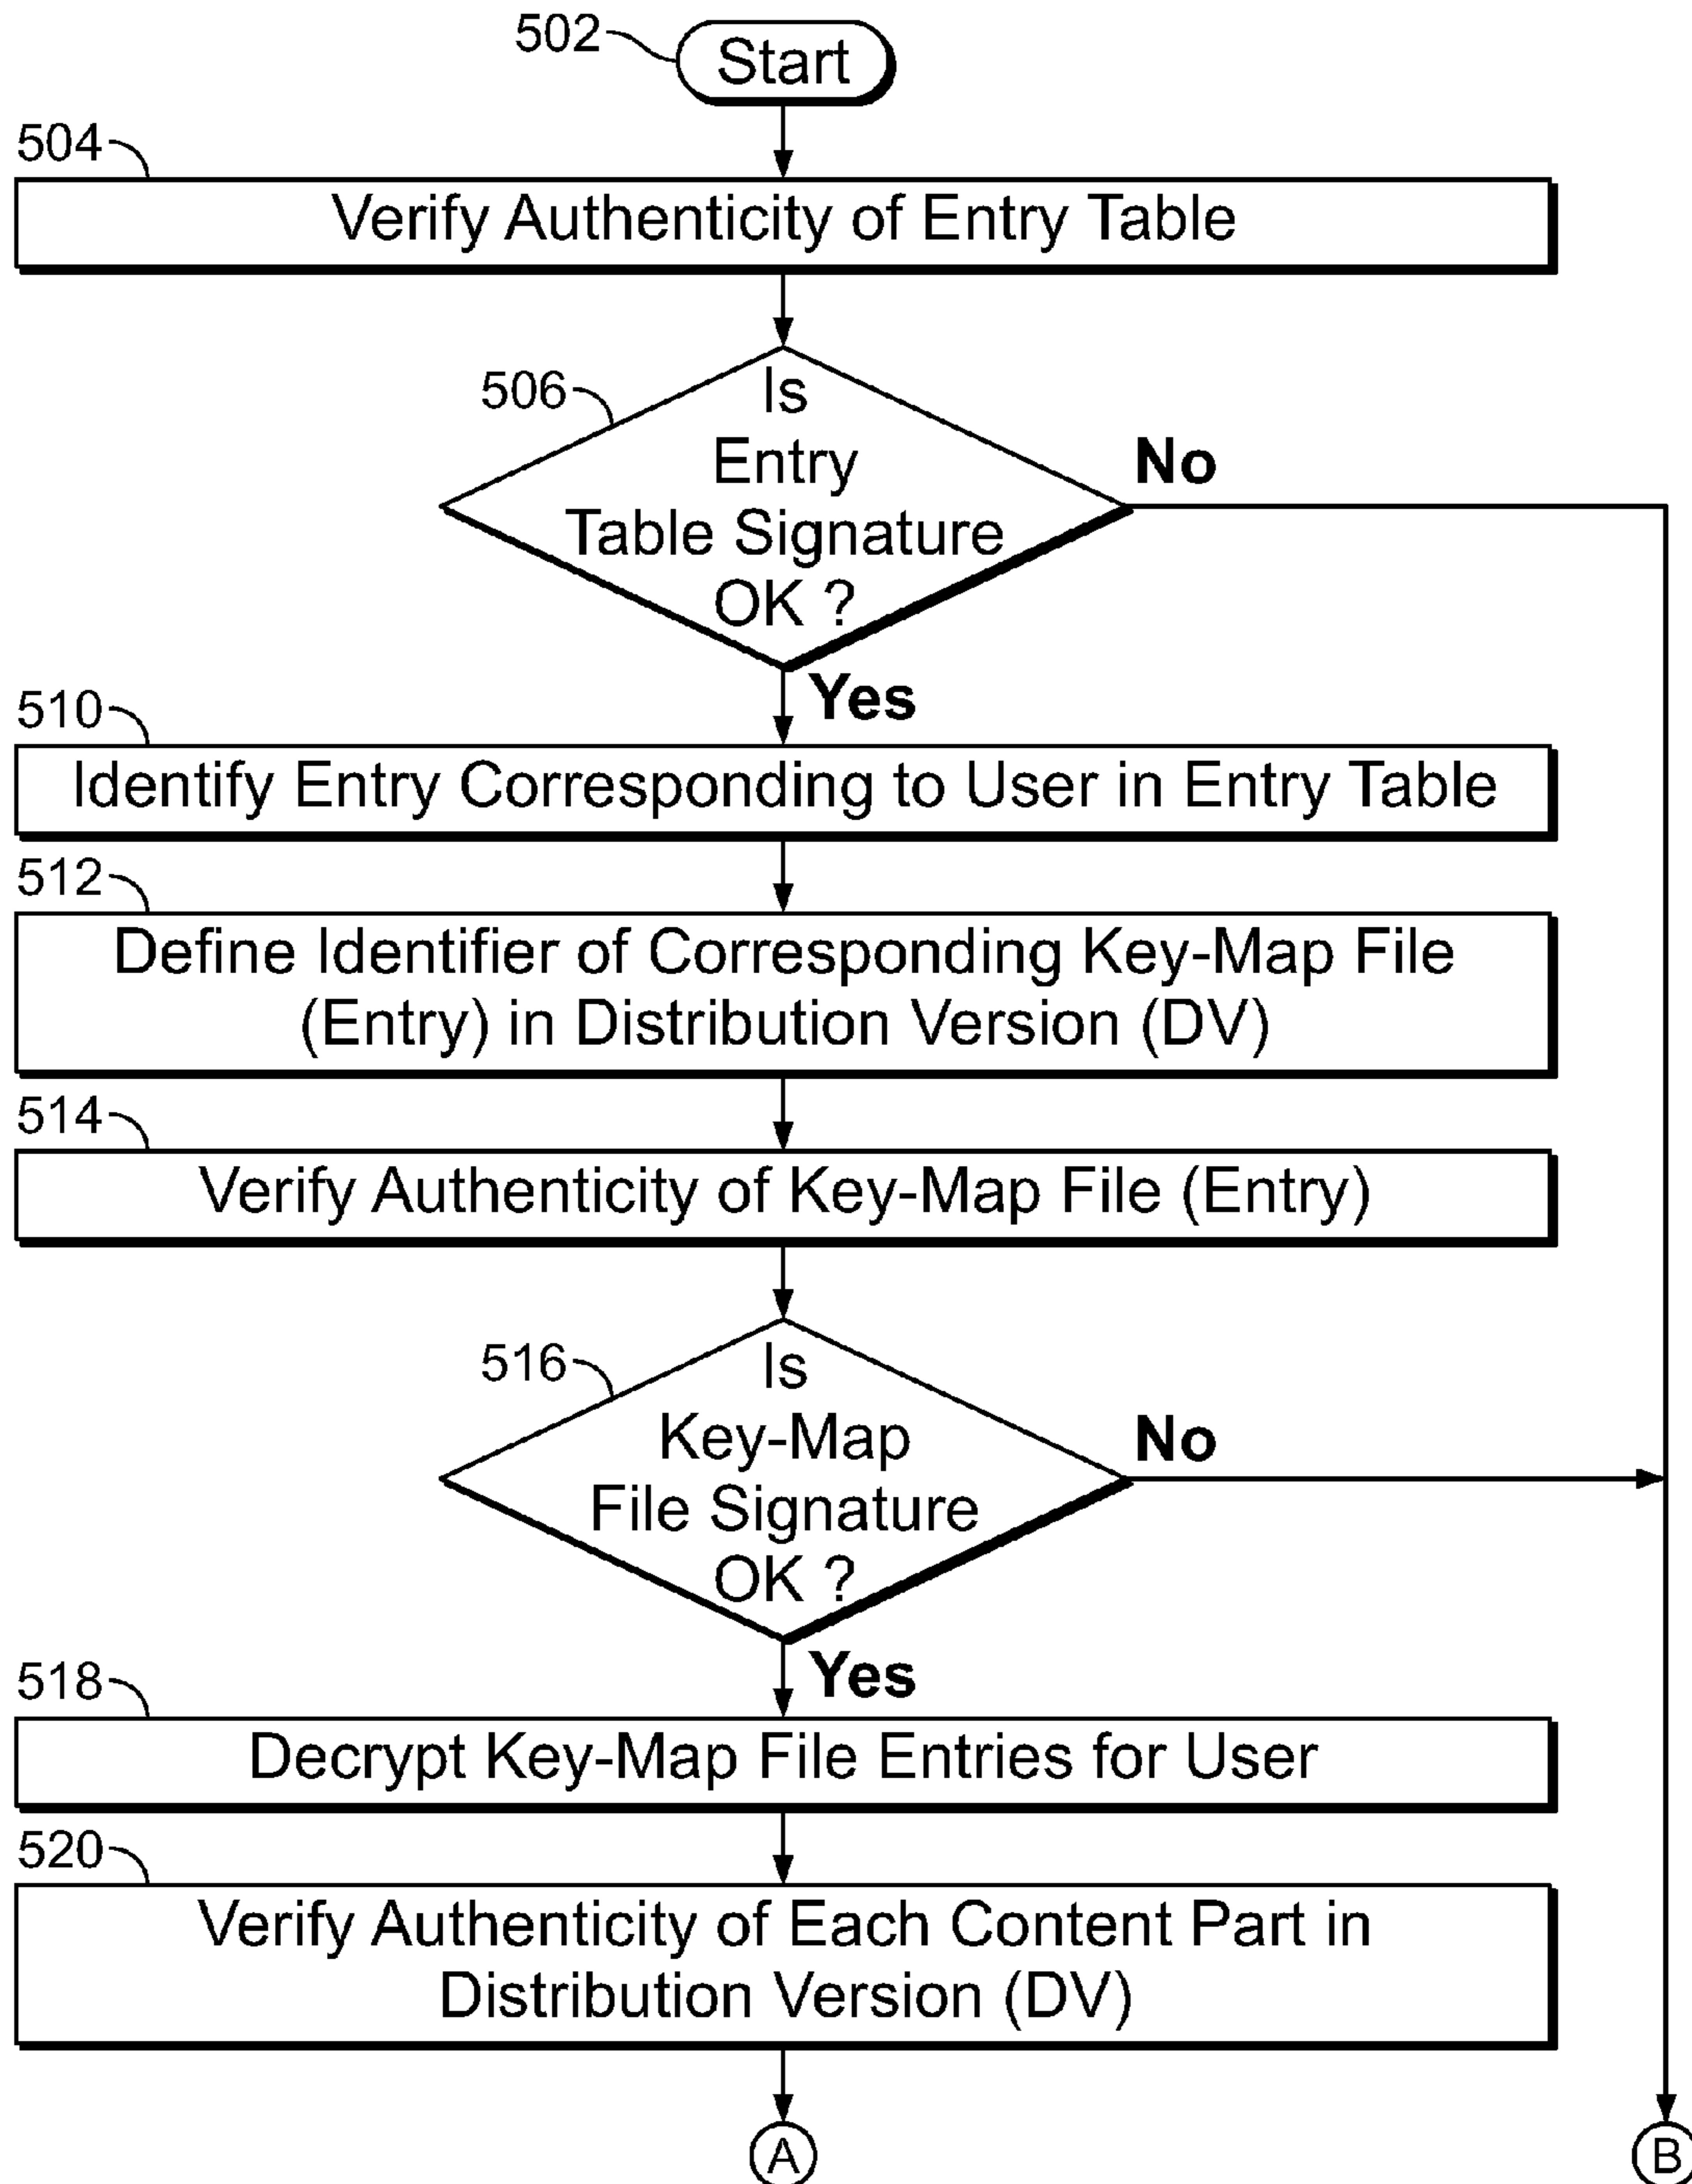 502
Start
504
Verify Authenticity of Entry Table
506
Is
Entry
Table Signature
OK ?
No
Yes
510
Identify Entry Corresponding to User in Entry Table
512
Define Identifier of Corresponding Key-Map File
(Entry) in Distribution Version (DV)
514
Verify Authenticity of Key-Map File (Entry)
516
Is
Key-Map
File Signature
OK ?
No
Yes
518
Decrypt Key-Map File Entries for User
520
Verify Authenticity of Each Content Part in
Distribution Version (DV)
A
B